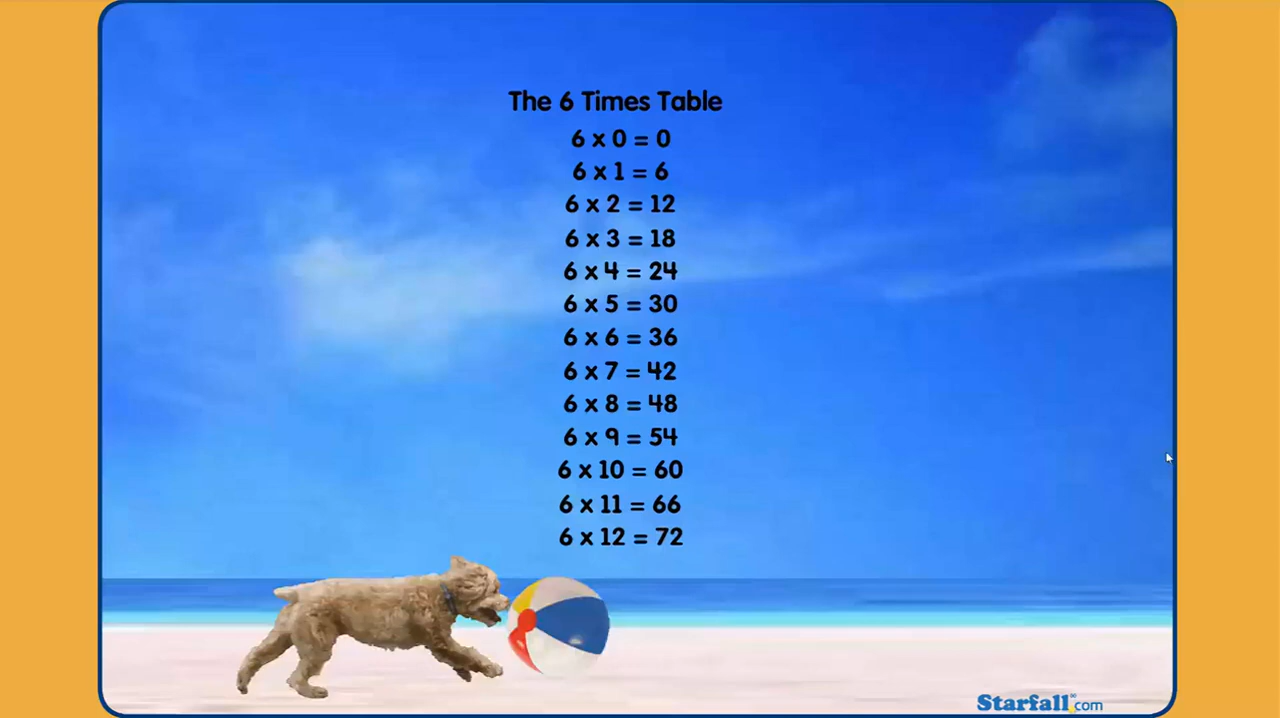 The 6 Times Table
6 x 0 = 0
6 x 1 = 6
6 x 2 = 12
6 x 3 = 18
6 x 4 = 24
6 x 5 = 30
6 x 6 = 36
6 x 7 = 42
6 x 8 = 48
6 x 9 = 54
6 x 10 = 60
6 x 11 = 66
6 x 12 = 72
Starfall.com